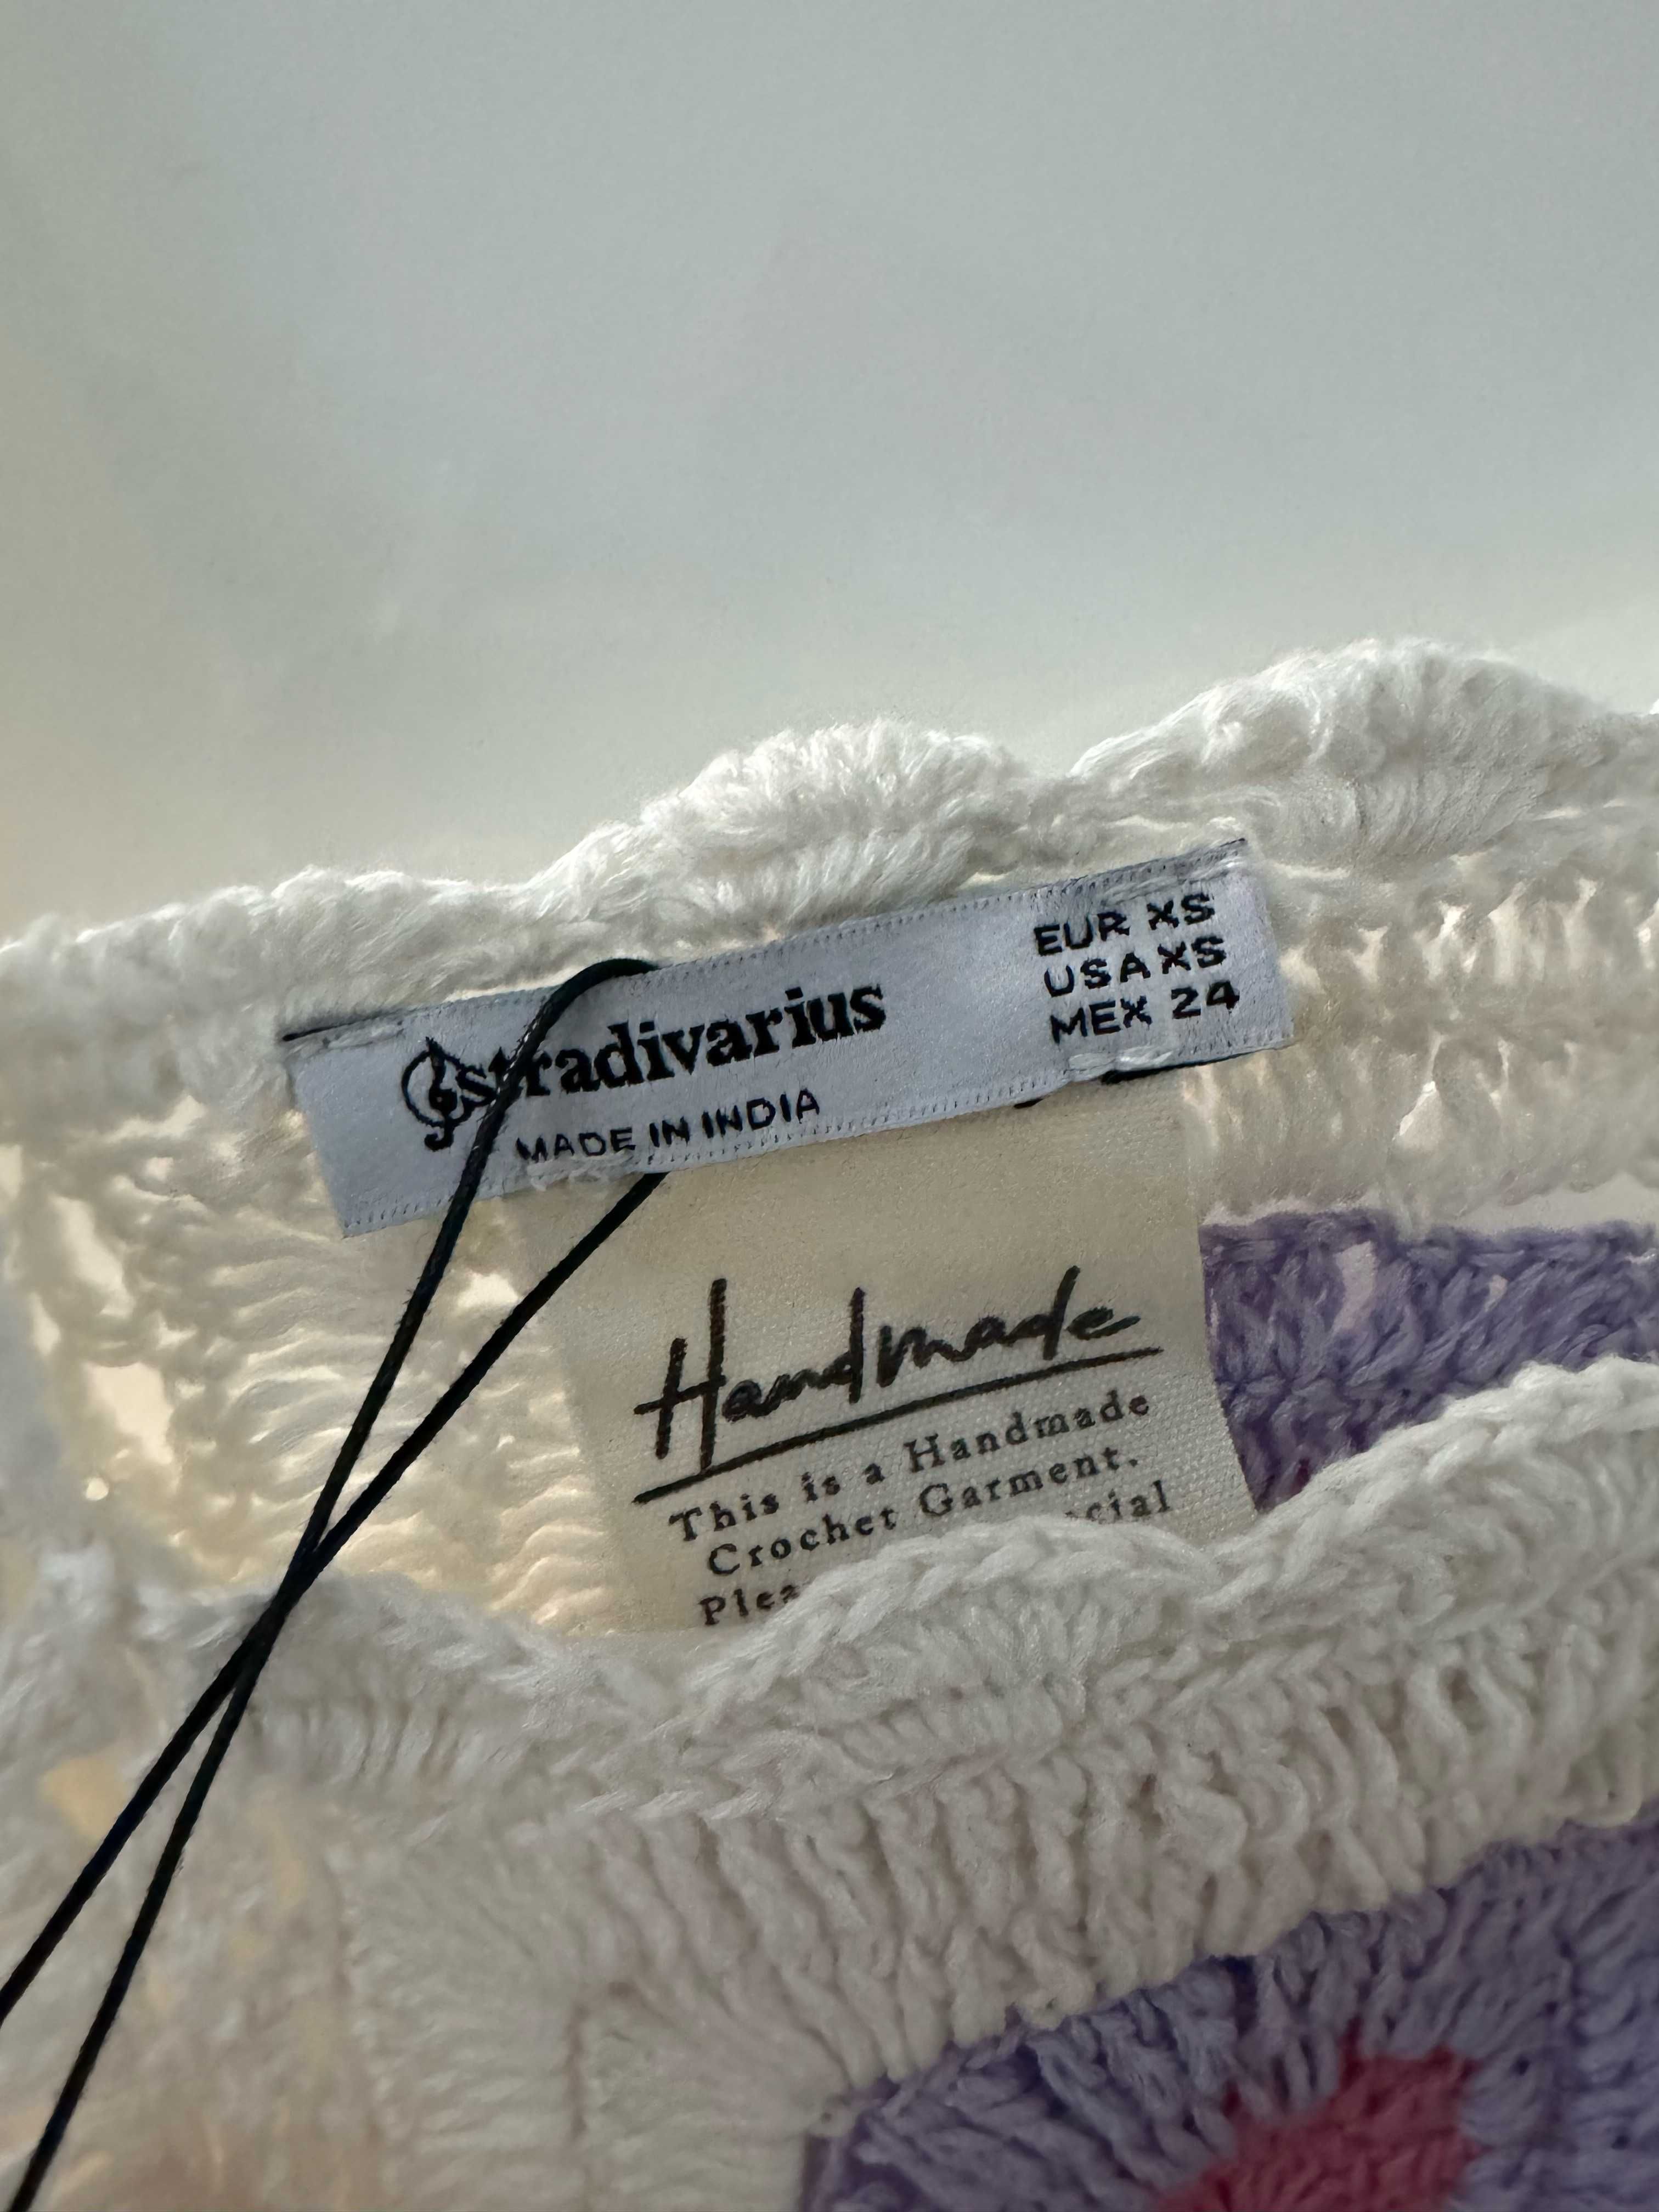 stradivarius
MADE IN INDIA
EUR XS
USA XS
MEX 24
Handmade
This is a Handmade
Crochet Garment.